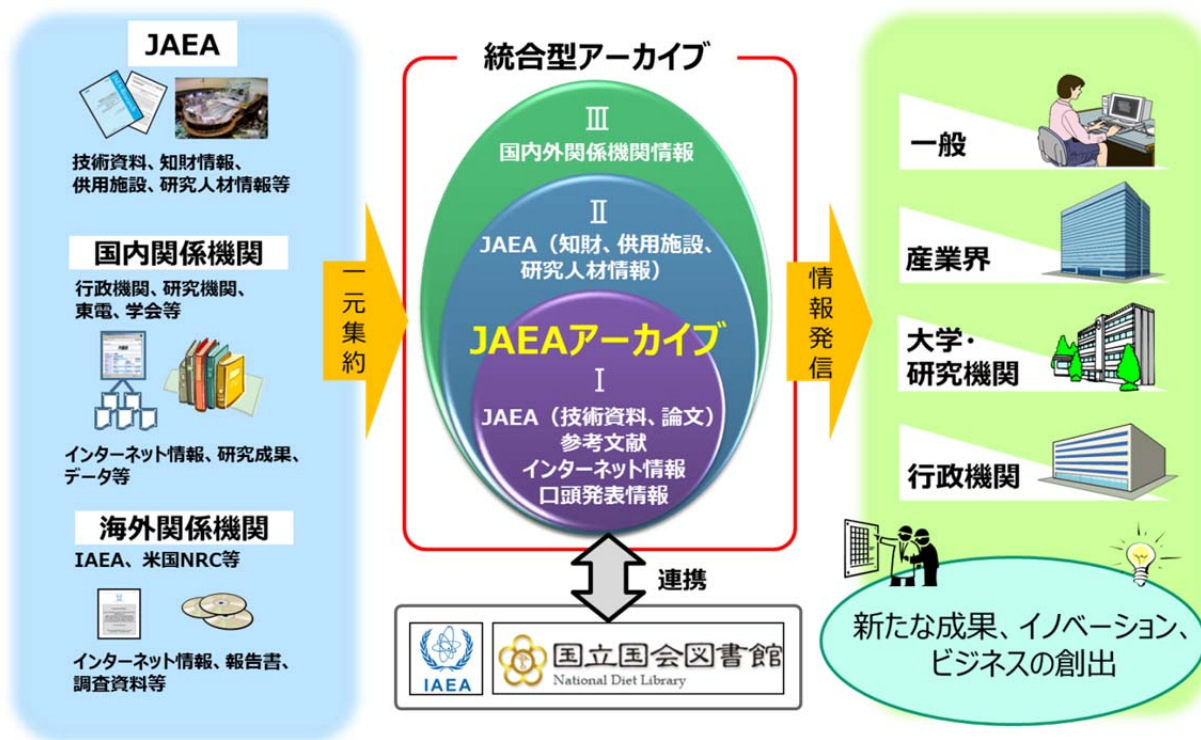 JAEA
技術資料、知財情報、
供用施設、研究人材情報等
国内関係機関
行政機関、研究機関、
東電、学会等
インターネット情報、研究成果、
データ等
海外関係機関
IAEA、米国NRC等
インターネット情報、報告書、
調査資料等
一元集約
統合型アーカイブ
Ⅲ
国内外関係機関情報
Ⅱ
JAEA（知財、供用施設、
研究人材情報）
JAEAアーカイブ
Ⅰ
JAEA（技術資料、論文）
参考文献
インターネット情報
口頭発表情報
連携
IAEA
国立国会図書館
National Diet Library
情報発信
一般
産業界
大学・
研究機関
行政機関
新たな成果、イノベーション、
ビジネスの創出